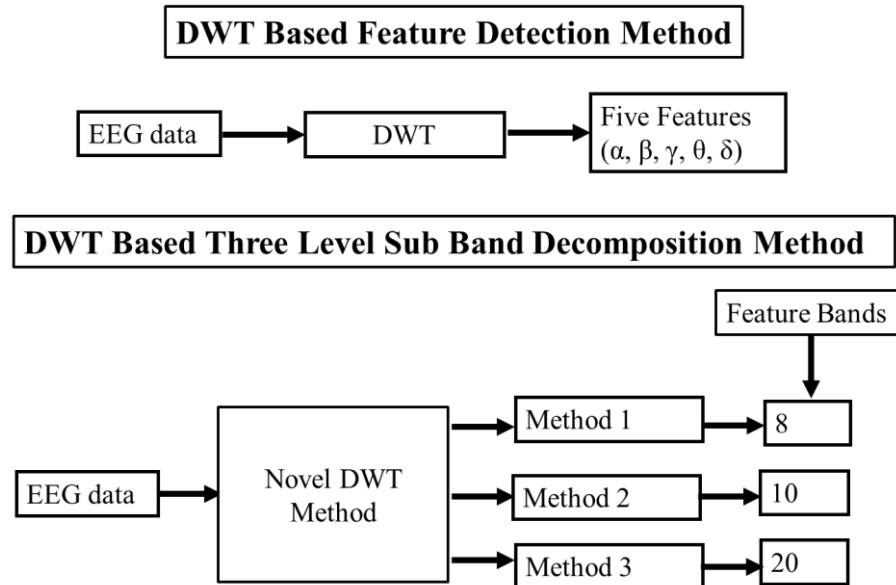 DWT Based Feature Detection Method
EEG data
DWT
Five Features
(α, β, γ, θ, δ)
DWT Based Three Level Sub Band Decomposition Method
Feature Bands
Method 1
8
EEG data
Novel DWT
Method
Method 2
10
Method 3
20